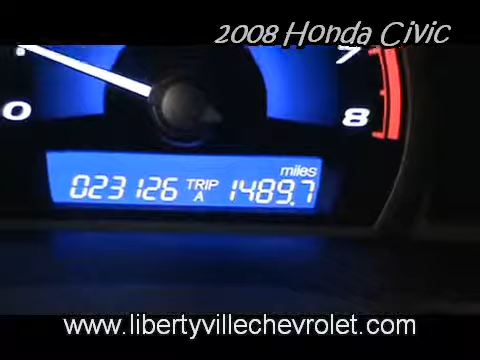 2008 Honda Civic
7
0 8
miles
023126 TRIP A 1489.7
www.libertyvillechevrolet.com